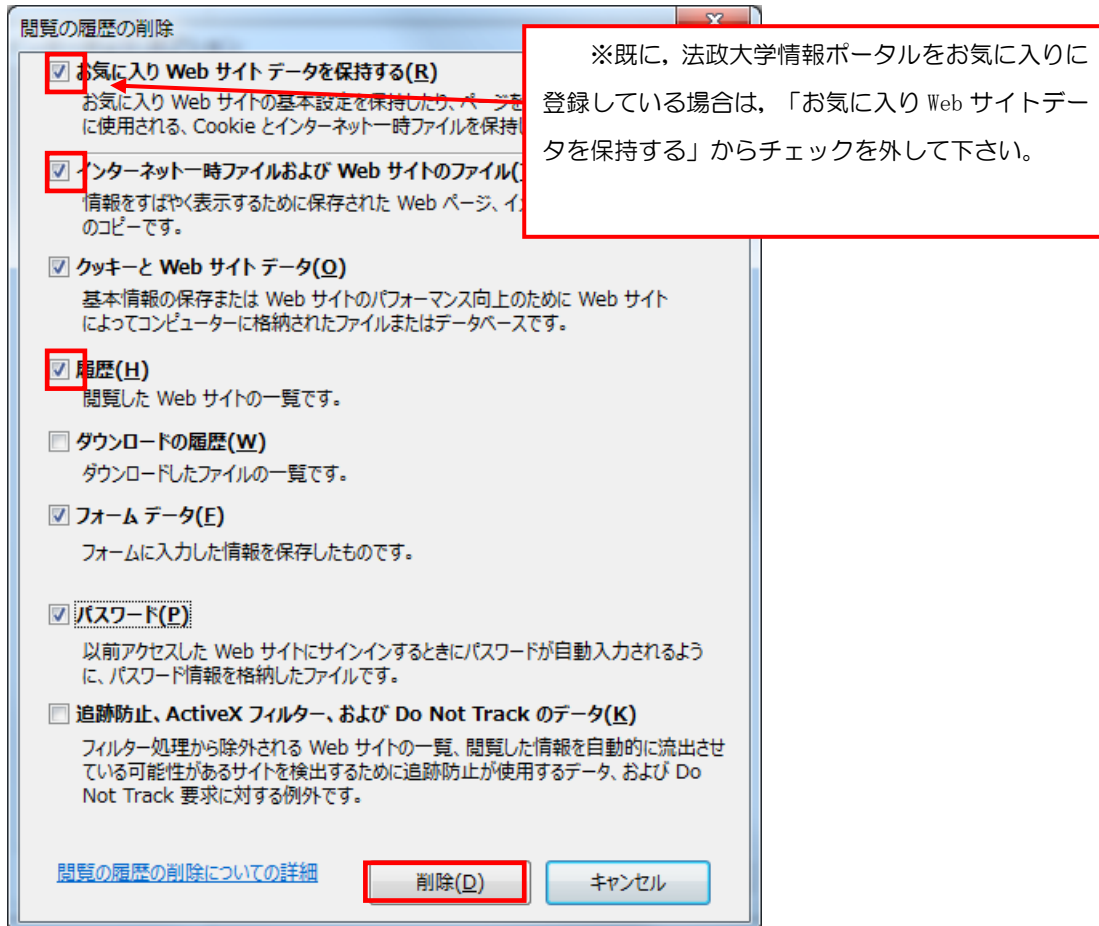 閲覧の履歴の削除
※既に，法政大学情報ポータルをお気に入りに
登録している場合は，「お気に入り Web サイトデー
タを保持する」からチェックを外して下さい。
お気に入り Web サイト データを保持する(R)
お気に入り Web サイトの基本設定を保持したり、ページを
に使用される、Cookie とインターネット一時ファイルを保持
インターネット一時ファイルおよび Web サイトのファイル(
情報をすばやく表示するために保存された Web ページ、イ
のコピーです。
クッキーと Web サイト データ(O)
基本情報の保存または Web サイトのパフォーマンス向上のために Web サイト
によってコンピューターに格納されたファイルまたはデータベースです。
履歴(H)
閲覧した Web サイトの一覧です。
ダウンロードの履歴(W)
ダウンロードしたファイルの一覧です。
フォーム データ(F)
フォームに入力した情報を保存したものです。
パスワード(P)
以前アクセスした Web サイトにサインインするときにパスワードが自動入力されるよう
に、パスワード情報を格納したファイルです。
追跡防止、ActiveX フィルター、および Do Not Track のデータ(K)
フィルター処理から除外される Web サイトの一覧、閲覧した情報を自動的に流出させ
ている可能性があるサイトを検出するために追跡防止が使用するデータ、および Do
Not Track 要求に対する例外です。
閲覧の履歴の削除についての詳細
削除(D)
キャンセル